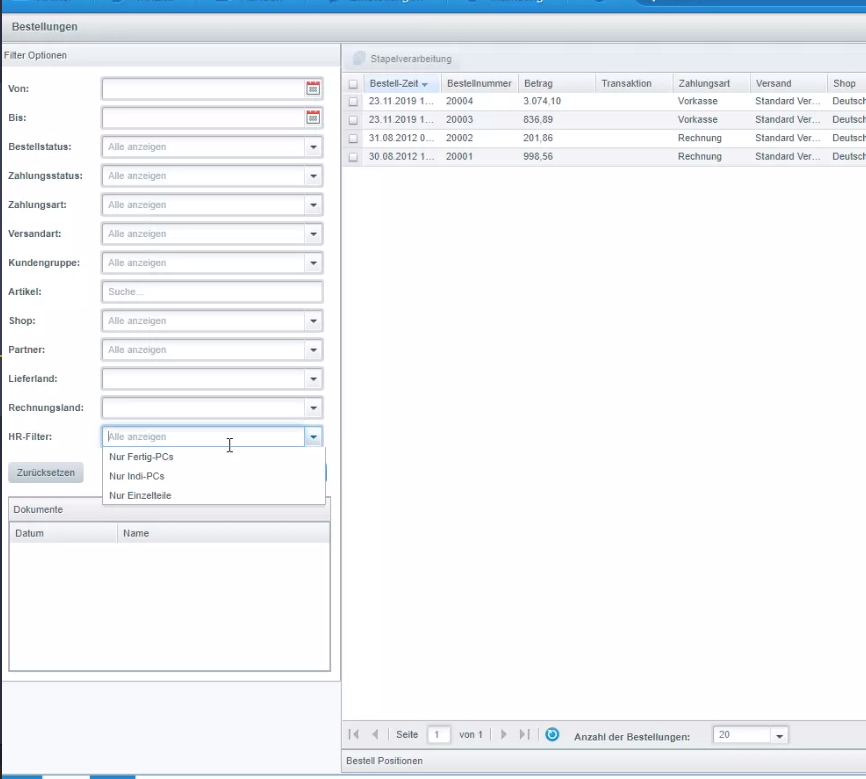 Bestellungen
Filter Optionen
Von:
Bis:
Bestellstatus: Alle anzeigen
Zahlungsstatus: Alle anzeigen
Zahlungsart: Alle anzeigen
Versandart: Alle anzeigen
Kundengruppe: Alle anzeigen
Artikel: Suche...
Shop: Alle anzeigen
Partner: Alle anzeigen
Lieferland:
Rechnungsland:
HR-Filter: Alle anzeigen
Nur Fertig-PCs
Nur Indi-PCs
Nur Einzelteile
Zurücksetzen
Dokumente
Datum Name
Stapelverarbeitung
Bestell-Zeit Bestellnummer Betrag Transaktion Zahlungsart Versand Shop
23.11.2019 1... 20004 3.074,10 Vorkasse Standard Ver... Deutsch
23.11.2019 1... 20003 836,89 Vorkasse Standard Ver... Deutsch
31.08.2012 0... 20002 201,86 Rechnung Standard Ver... Deutsch
30.08.2012 1... 20001 998,56 Rechnung Standard Ver... Deutsch
Seite 1 von 1 Anzahl der Bestellungen: 20
Bestell Positionen